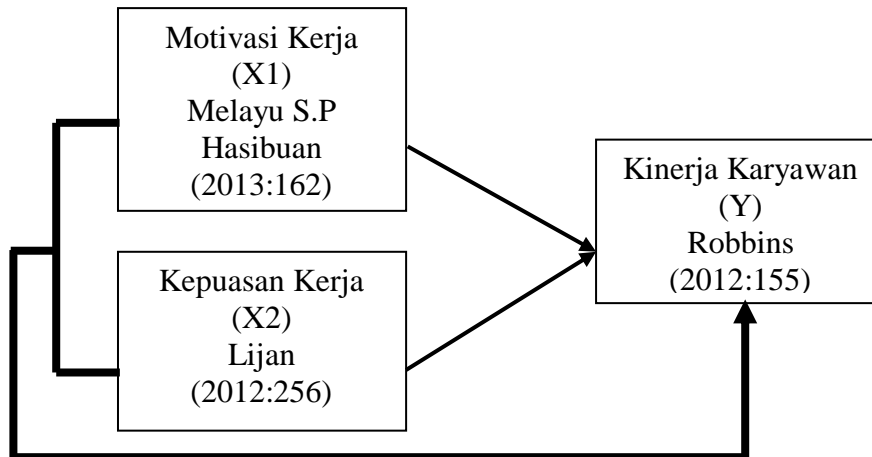 Motivasi Kerja
(X1)
Melayu S.P
Hasibuan
(2013:162)
Kepuasan Kerja
(X2)
Lijan
(2012:256)
Kinerja Karyawan
(Y)
Robbins
(2012:155)